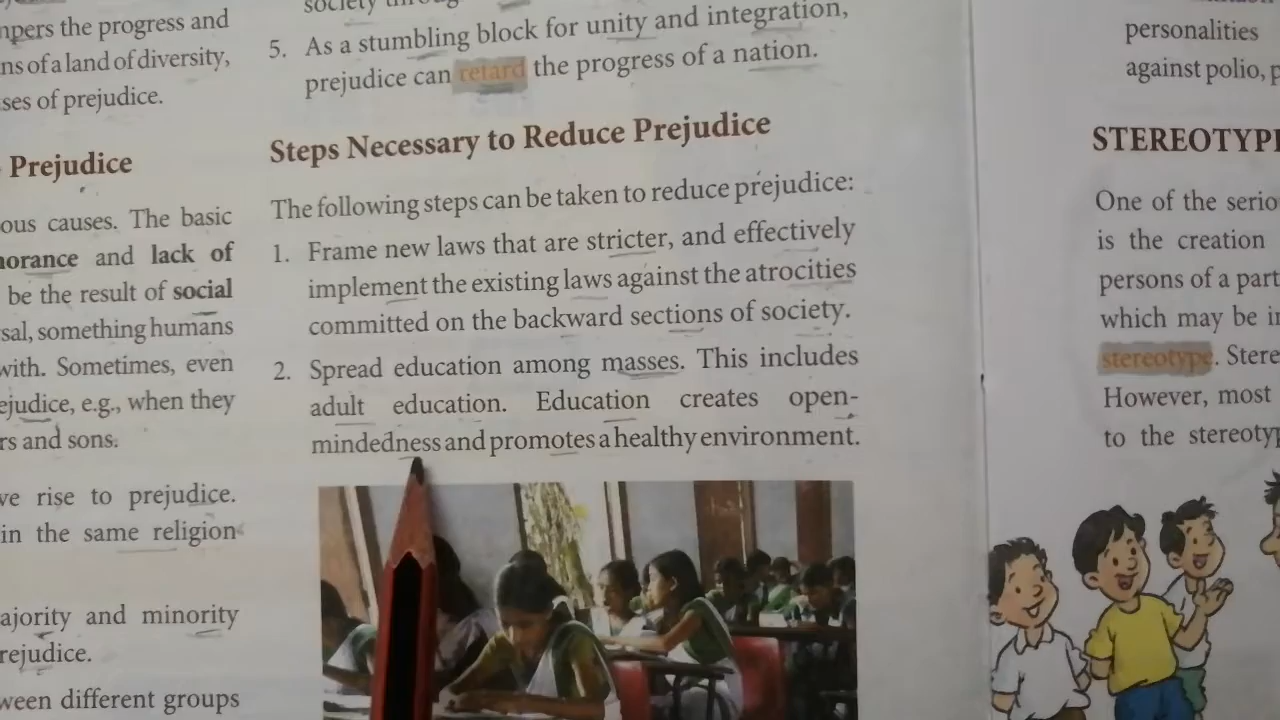 mpers the progress and
ns of a land of diversity,
ses of prejudice.
Prejudice
ous causes. The basic
norance and lack of
be the result of social
sal, something humans
with. Sometimes, even
ejudice, e.g., when they
rs and sons.
ve rise to prejudice.
in the same religion
ajority and minority
rejudice.
ween different groups
society
5. As a stumbling block for unity and integration,
prejudice can retard the progress of a nation.
Steps Necessary to Reduce Prejudice
The following steps can be taken to reduce prejudice:
1. Frame new laws that are stricter, and effectively
implement the existing laws against the atrocities
committed on the backward sections of society.
2. Spread education among masses. This includes
adult education. Education creates open-
mindedness and promotes a healthy environment.
personalities
against polio, p
STEREOTYP
One of the serio
is the creation
persons of a part
which may be in
stereotype. Stere
However, most
to the stereotyp